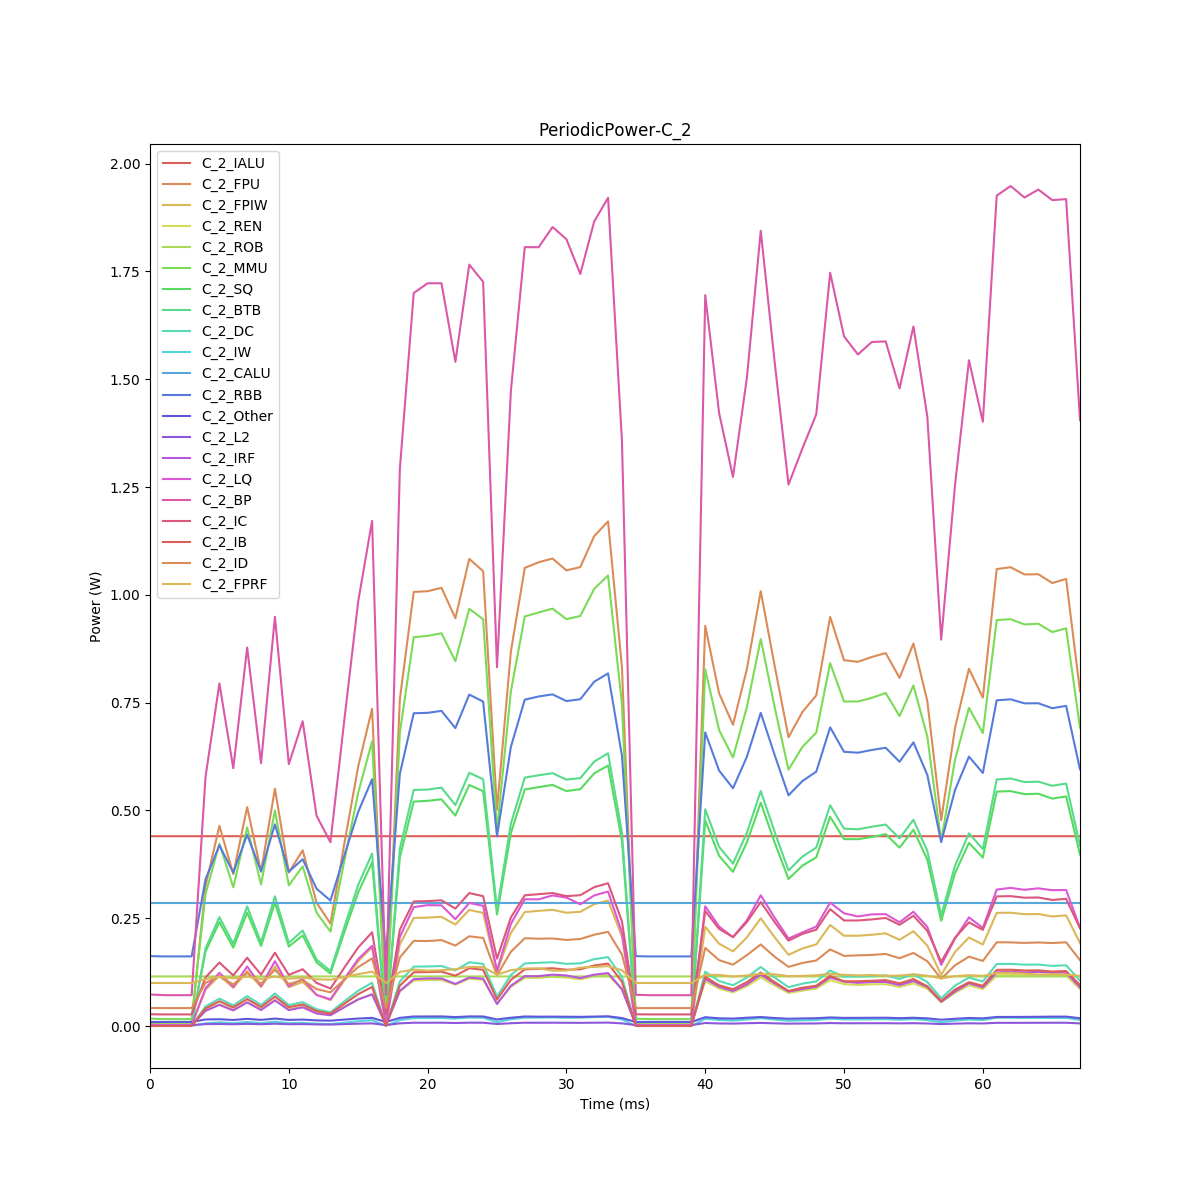 PeriodicPower-C_2
2.00
1.75
1.50
1.25
1.00
0.75
0.50
0.25
0.00
Power (W)
C_2_IALU
C_2_FPU
C_2_FPIW
C_2_REN
C_2_ROB
C_2_MMU
C_2_SQ
C_2_BTB
C_2_DC
C_2_IW
C_2_CALU
C_2_RBB
C_2_Other
C_2_L2
C_2_IRF
C_2_LQ
C_2_BP
C_2_IC
C_2_IB
C_2_ID
C_2_FPRF
0 10 20 30 40 50 60
Time (ms)